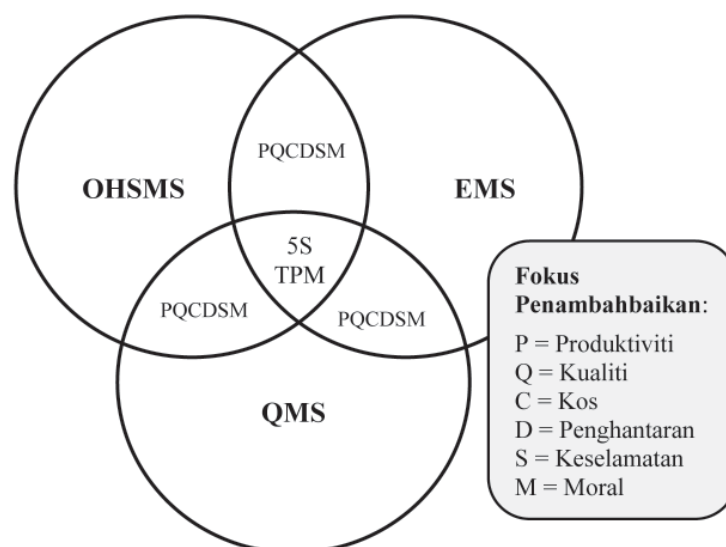 PQCDSM
OHSMS
EMS
5S
TPM
PQCDSM
PQCDSM
QMS
Fokus
Penambahbaikan:
P = Produktiviti
Q = Kualiti
C = Kos
D = Penghantaran
S = Keselamatan
M = Moral